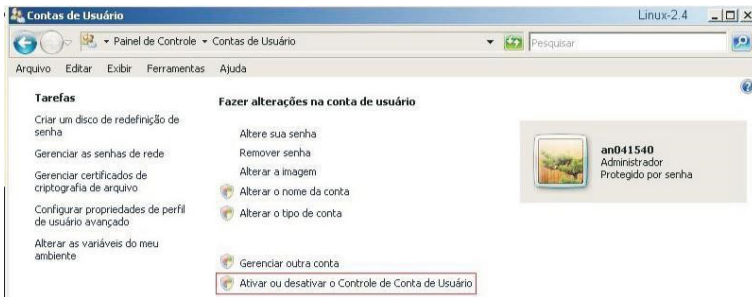 Contas de Usuário
Linux-2.4
Painel de Controle Contas de Usuário
Pesquisar
Arquivo Editar Exibir Ferramentas Ajuda
Tarefas
Criar um disco de redefinição de
senha
Gerenciar as senhas de rede
Gerenciar certificados de
criptografia de arquivo
Configurar propriedades de perfil
de usuário avançado
Alterar as variáveis do meu
ambiente
Fazer alterações na conta de usuário
Altere sua senha
Remover senha
Alterar a imagem
Alterar o nome da conta
Alterar o tipo de conta
Gerenciar outra conta
Ativar ou desativar o Controle de Conta de Usuário
an041540
Administrador
Protegido por senha